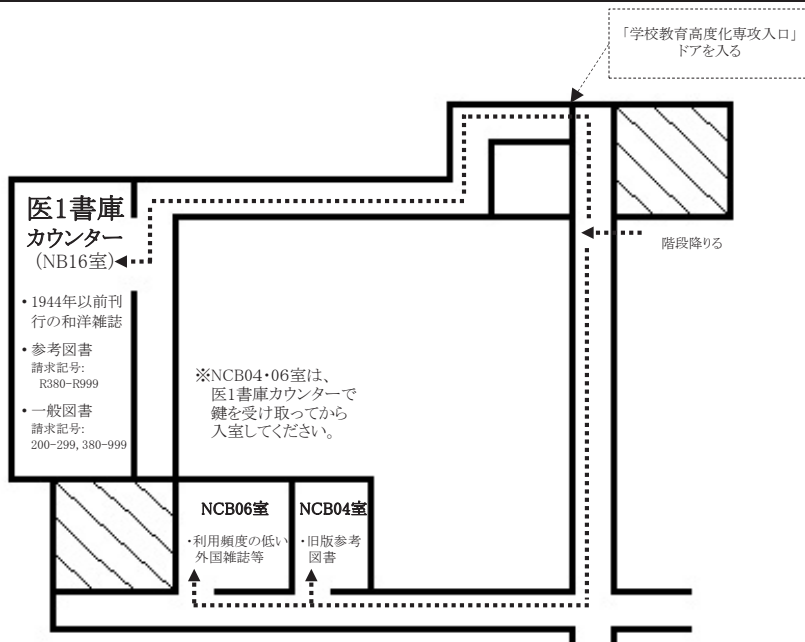 「学校教育高度化専攻入口」
ドアを入る
階段降りる
医1書庫
カウンター
(NB16室)
・1944年以前刊
行の和洋雑誌
・参考図書
請求記号:
R380-R999
・一般図書
請求記号:
200-299, 380-999
※NCB04・06室は、
医1書庫カウンターで
鍵を受け取ってから
入室してください。
NCB06室
・利用頻度の低い
外国雑誌等
NCB04室
・旧版参考
図書